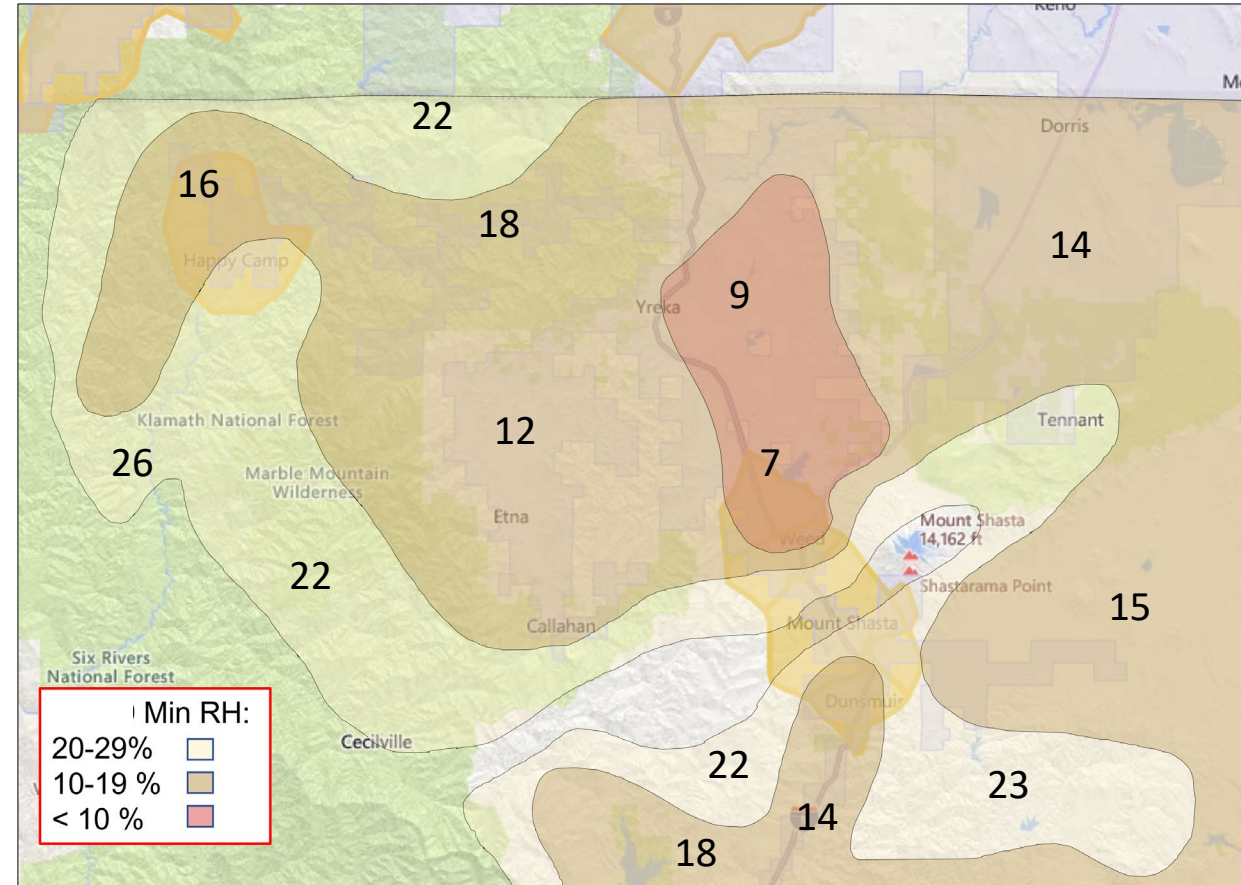 5
Keno
22
Dorris
16
18
14
Happy Camp
9
Yreka
Tennant
Klamath National Forest
12
26
7
Marble Mountain
Wilderness
Etna
Mount Shasta
14,162 ft
Weed
22
Shastarama Point
15
Callahan
Mount Shasta
Six Rivers
National Forest
Dunsmuir
Min RH:
20-29%
10-19 %
< 10 %
Cecilville
22
23
14
18